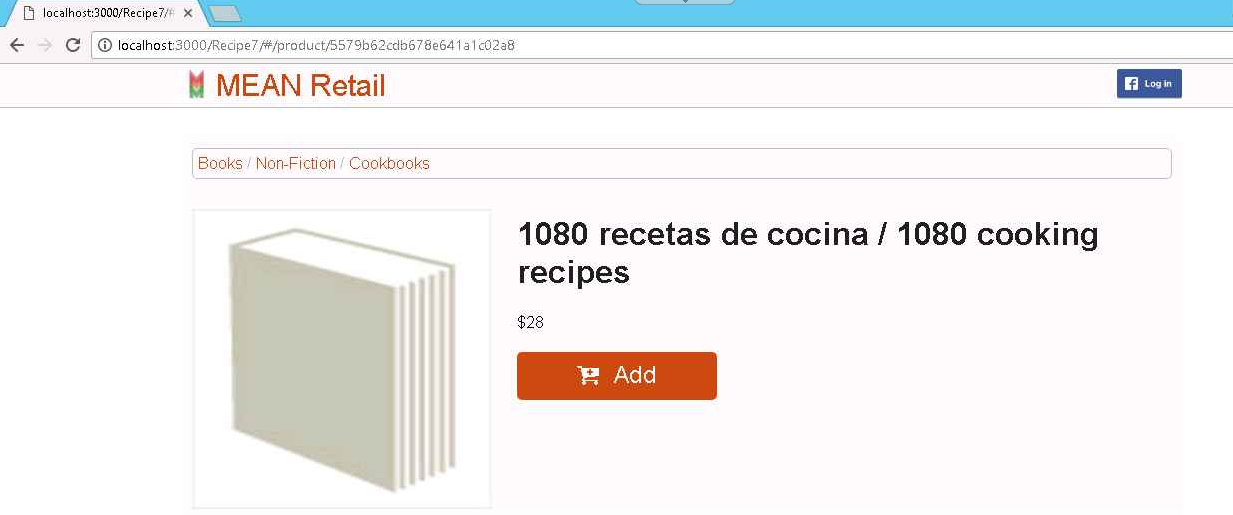 localhost:3000/Recipe7/#
localhost:3000/Recipe7/#/product/5579b62cdb678e641a1c02a8
MEAN Retail
Log in
Books / Non-Fiction / Cookbooks
1080 recetas de cocina / 1080 cooking
recipes
$28
Add